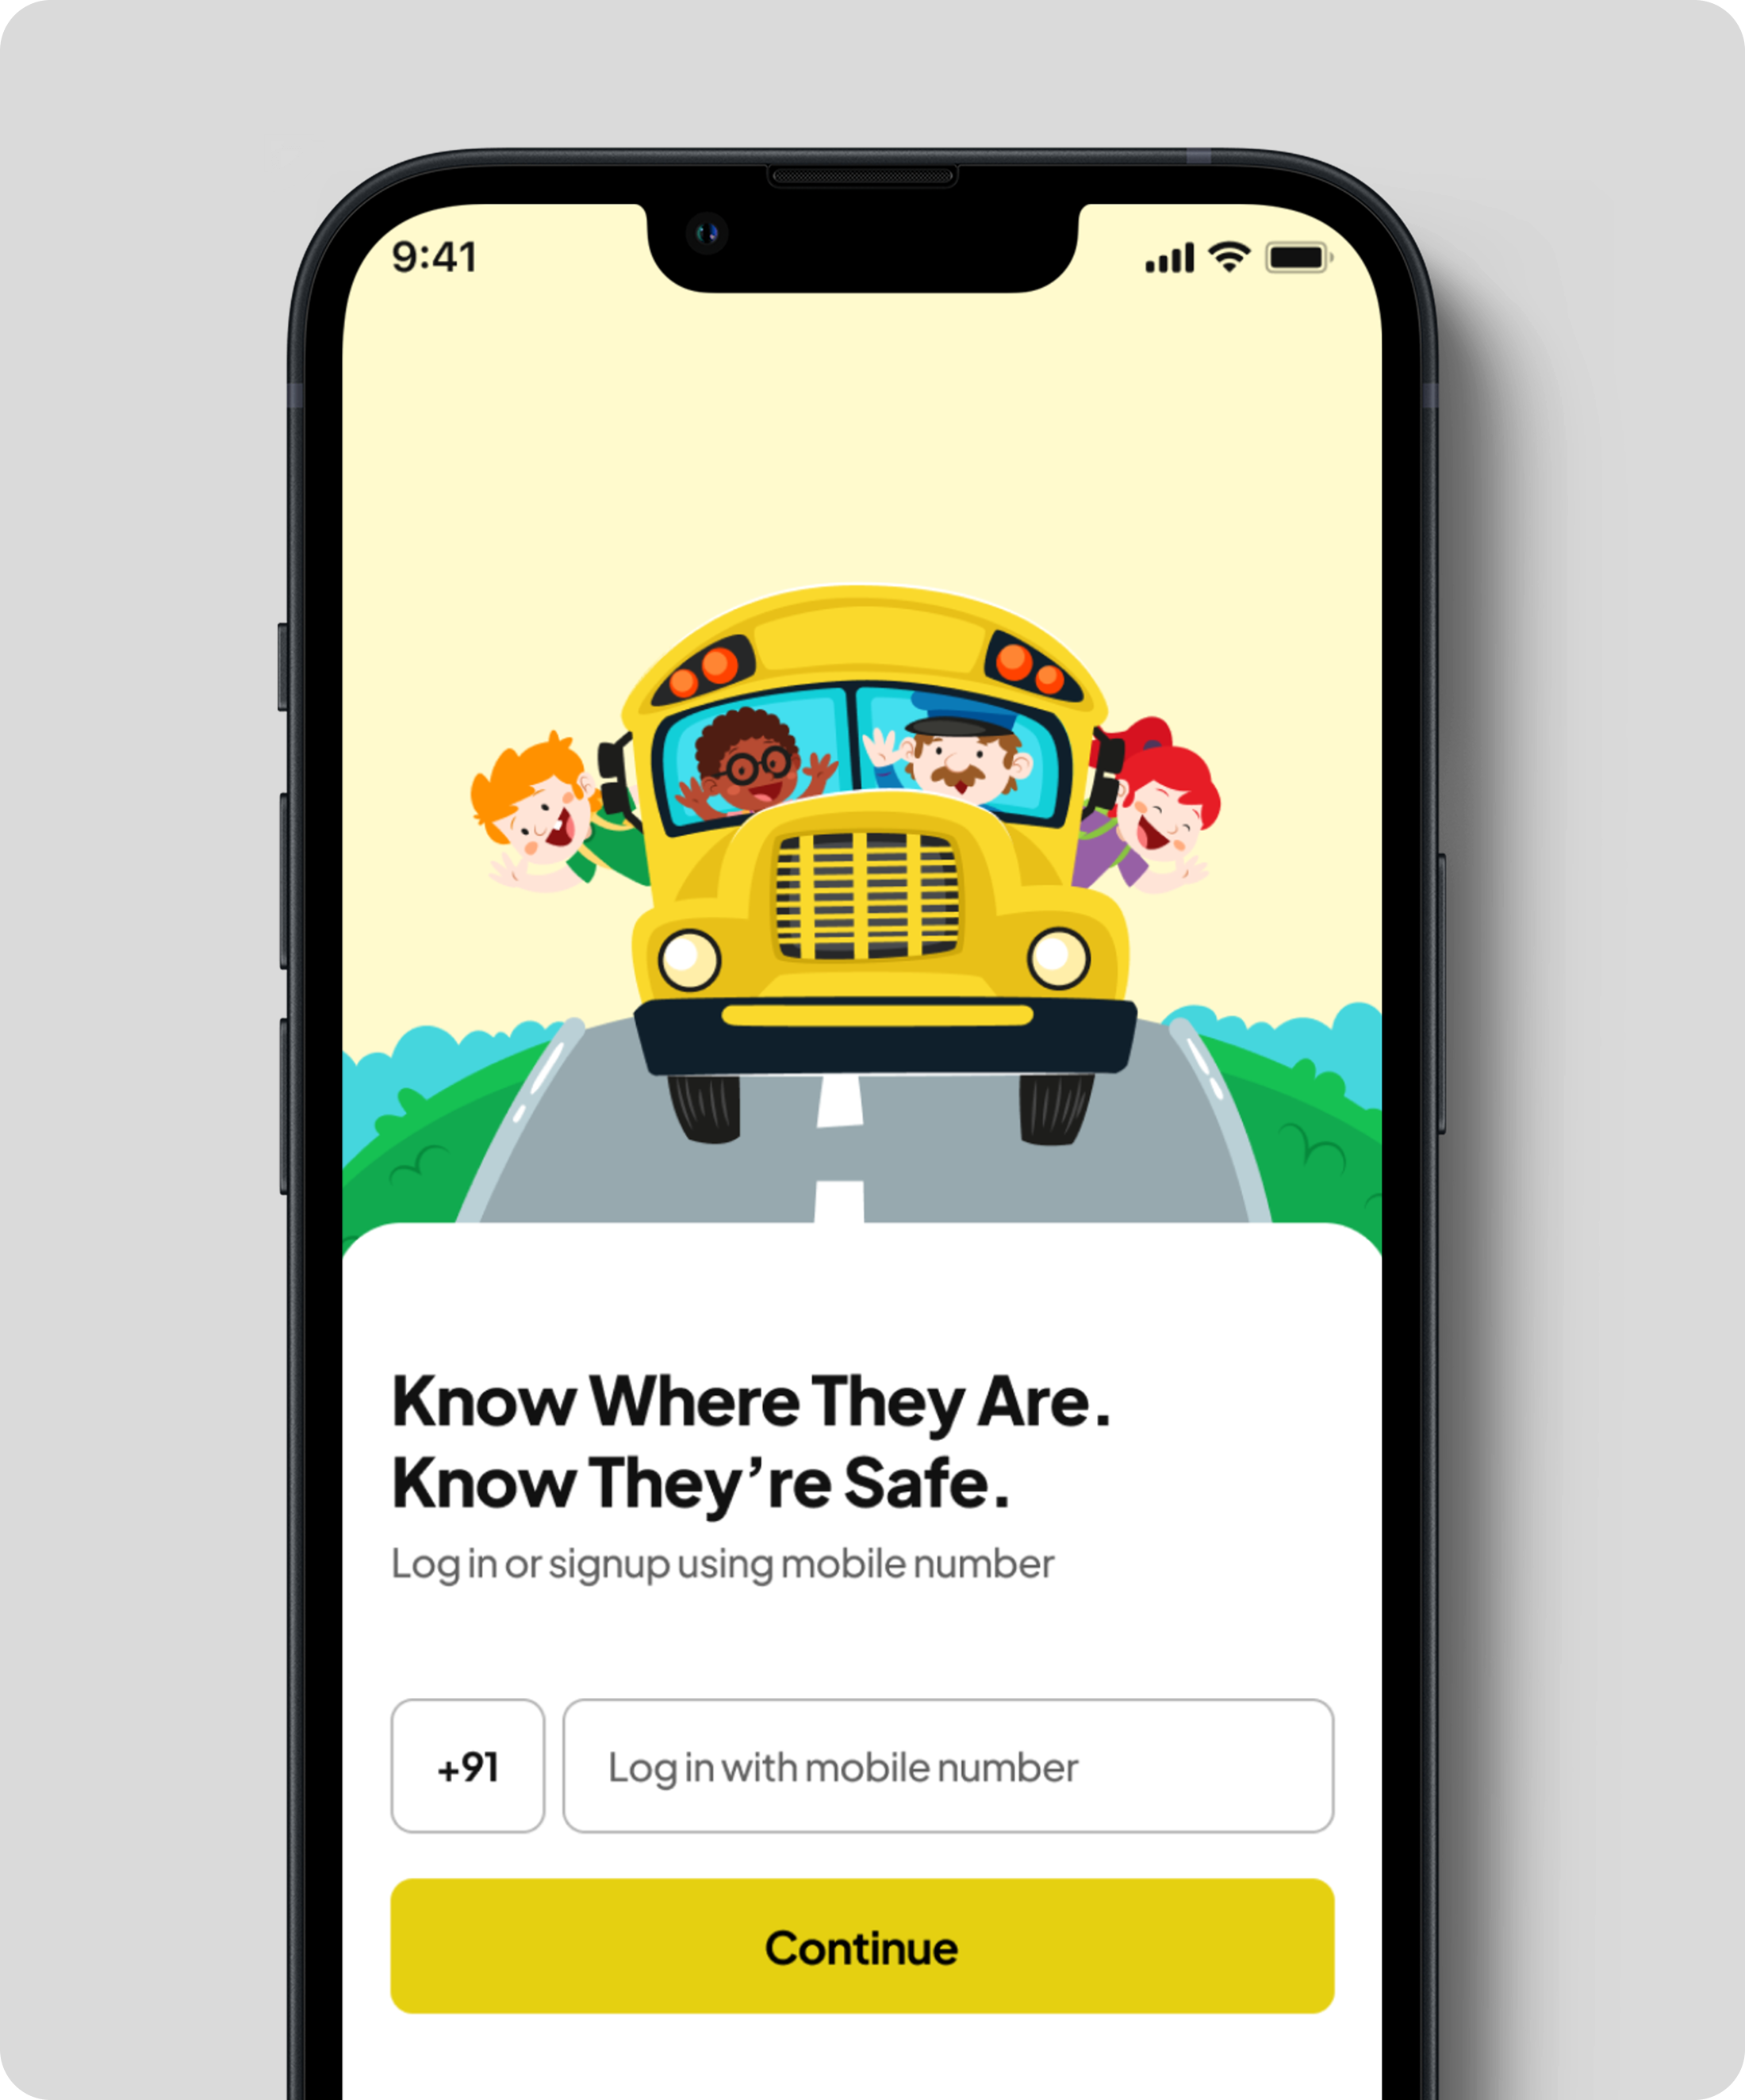 9:41
Know Where They Are.
Know They’re Safe.
Log in or signup using mobile number
+91
Log in with mobile number
Continue